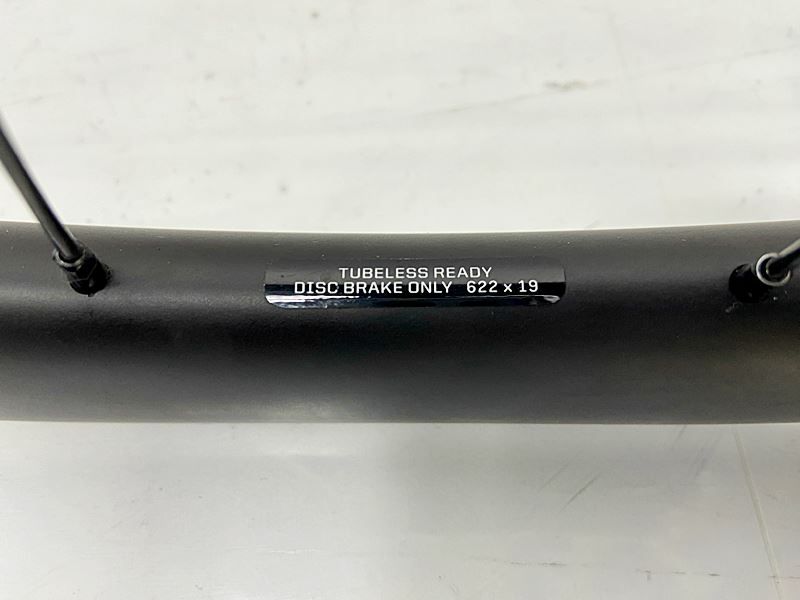 TUBELESS READY
DISC BRAKE ONLY 622 x 19